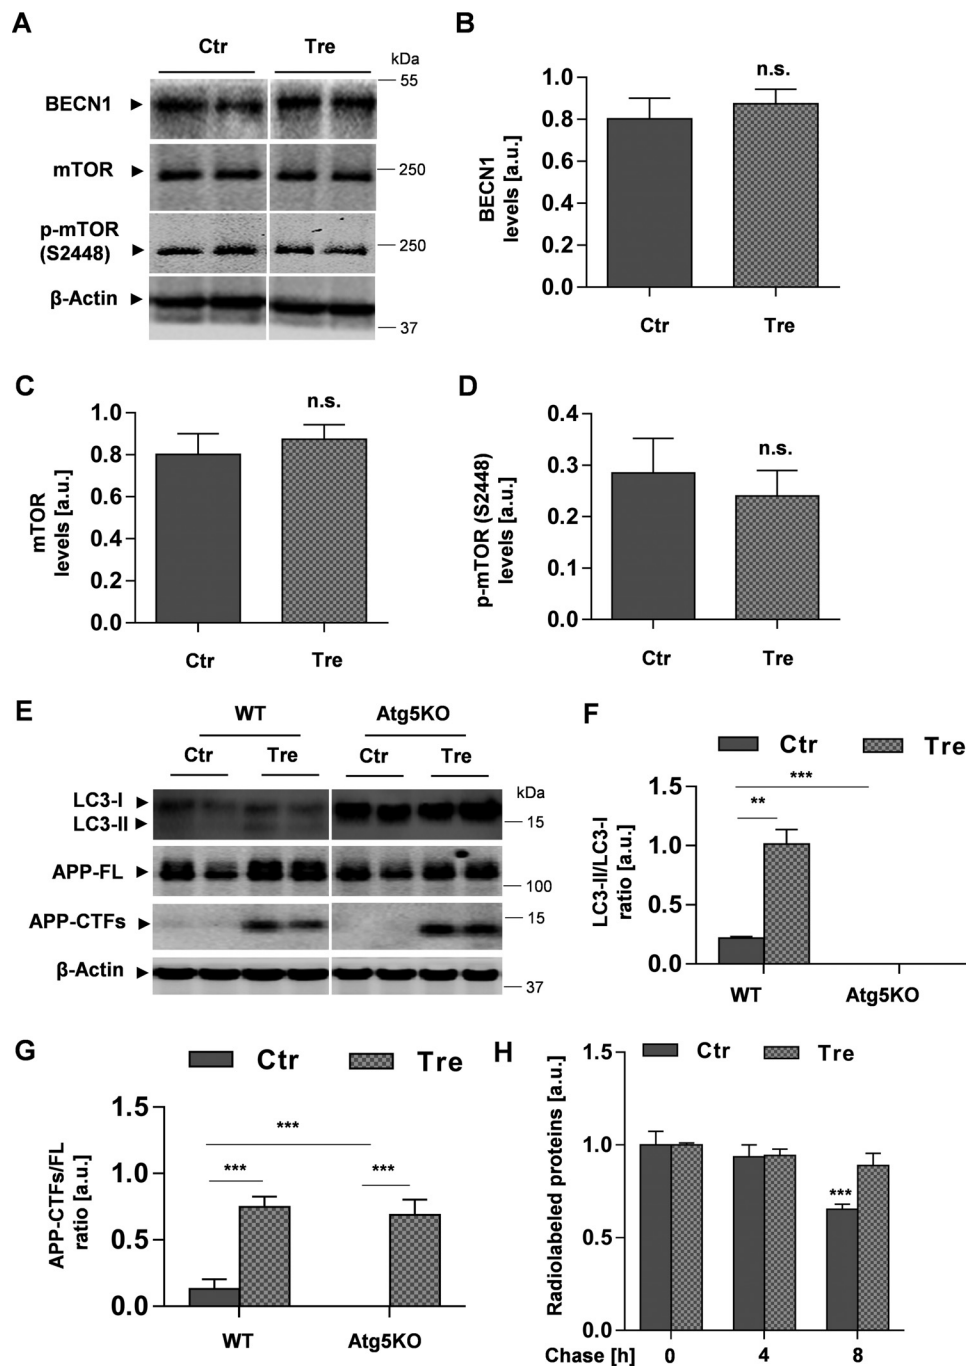 A
Ctr
Tre
kDa
BECN1
55
mTOR
250
p-mTOR
(S2448)
250
β-Actin
37
B
n.s.
1.0
0.8
0.6
0.4
0.2
0.0
BECN1
levels [a.u.]
Ctr
Tre
C
n.s.
1.0
0.8
0.6
0.4
0.2
0.0
mTOR
levels [a.u.]
Ctr
Tre
D
n.s.
0.4
0.3
0.2
0.1
0.0
p-mTOR (S2448)
levels [a.u.]
Ctr
Tre
E
WT
Atg5KO
Ctr
Tre
Ctr
Tre
kDa
LC3-I
LC3-II
15
APP-FL
100
APP-CTFs
15
β-Actin
37
F
Ctr
Tre
***
**
1.5
1.0
0.5
0.0
LC3-II/LC3-I
ratio [a.u.]
WT
Atg5KO
G
Ctr
Tre
***
***
***
1.5
1.0
0.5
0.0
APP-CTFs/FL
ratio [a.u.]
WT
Atg5KO
H
Ctr
Tre
***
1.5
1.0
0.5
0.0
Radiolabeled proteins [a.u.]
Chase [h] 0 4 8